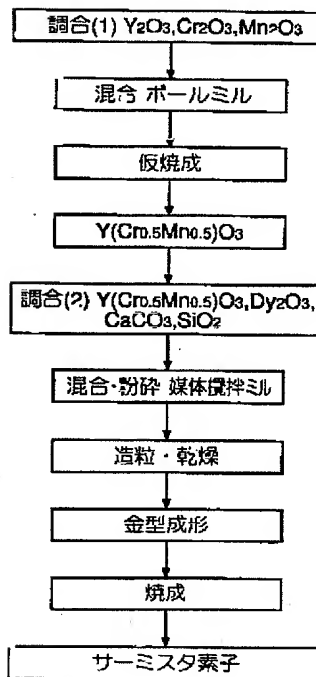 調合(1) Y2O3,Cr2O3,Mn2O3
混合 ボールミル
仮焼成
Y(Cr0.5Mn0.5)O3
調合(2) Y(Cr0.5Mn0.5)O3,Dy2O3,
CaCO3,SiO2
混合・粉砕 媒体攪拌ミル
造粒・乾燥
金型成形
焼成
サーミスタ素子